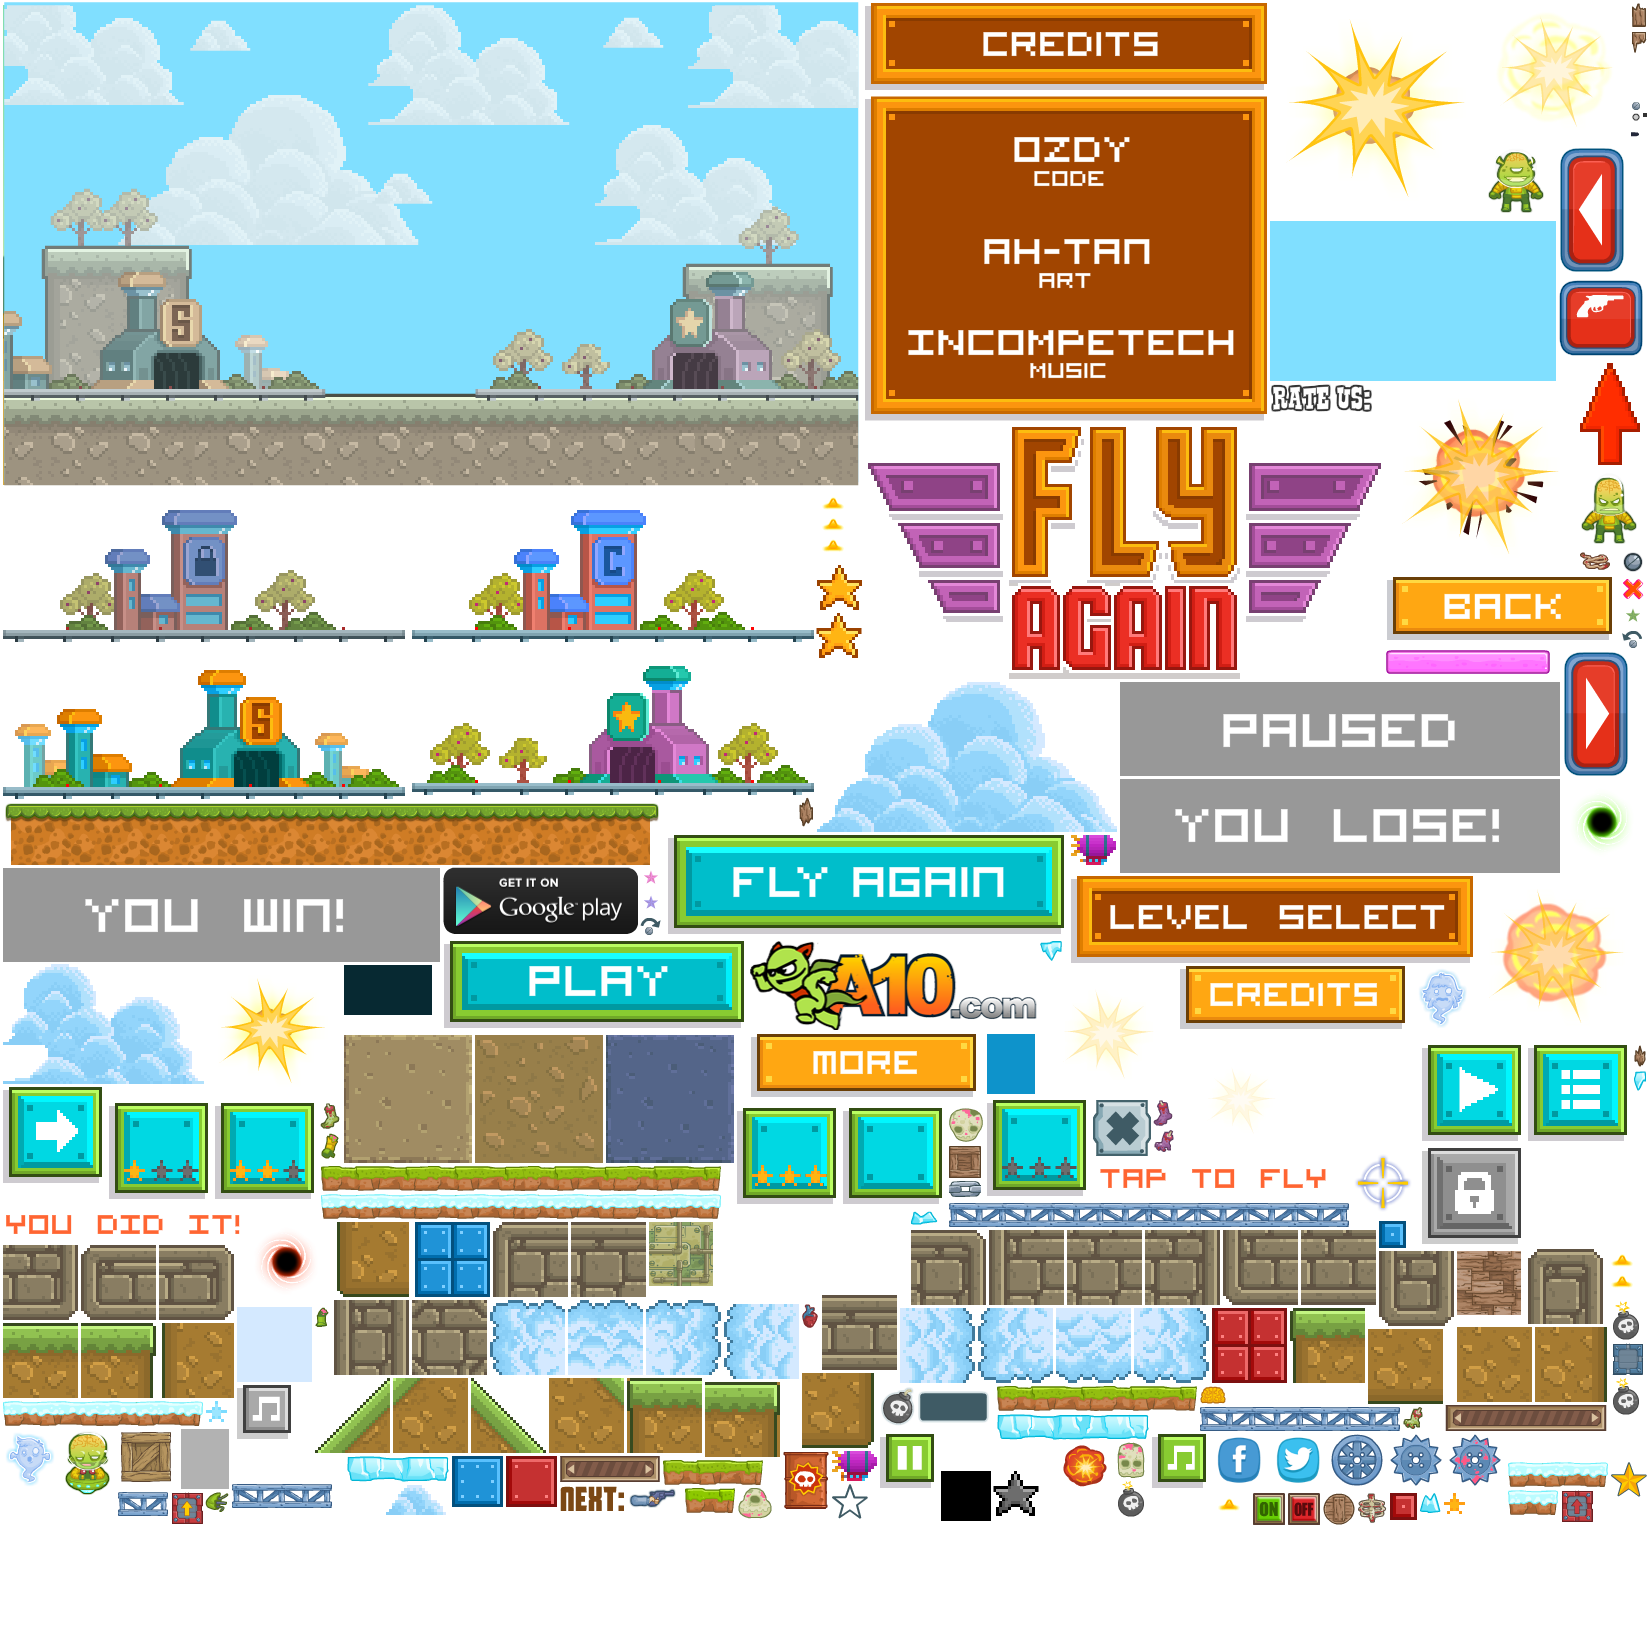 CREDITS
OZDY
CODE
AH-TAN
ART
INCOMPETECH
MUSIC
S
RATE US:
C
FLY
AGAIN
BACK
S
PAUSED
YOU LOSE!
FLY AGAIN
YOU WIN!
GET IT ON
Google play
LEVEL SELECT
PLAY
A10.com
CREDITS
MORE
TAP TO FLY
YOU DID IT!
NEXT:
ON
OFF